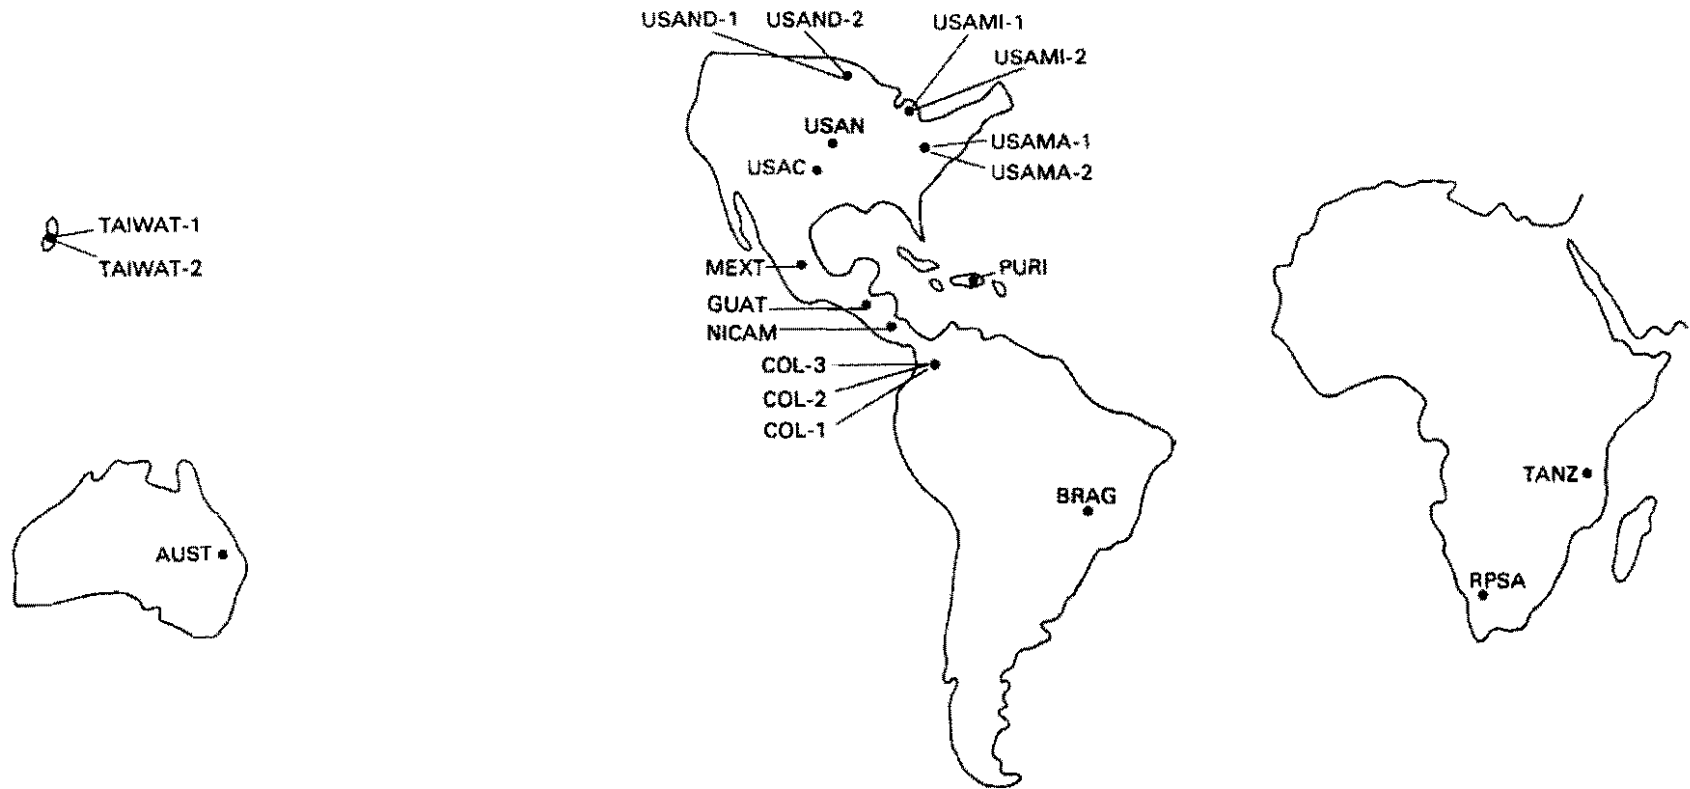 USAND-1 USAND-2 USAMI-1
USAMI-2
USAN
USAMA-1
USAC
USAMA-2
TAIWAT-1
TAIWAT-2
MEXT
PURI
GUAT
NICAM
COL-3
COL-2
COL-1
TANZ
BRAG
AUST
RPSA